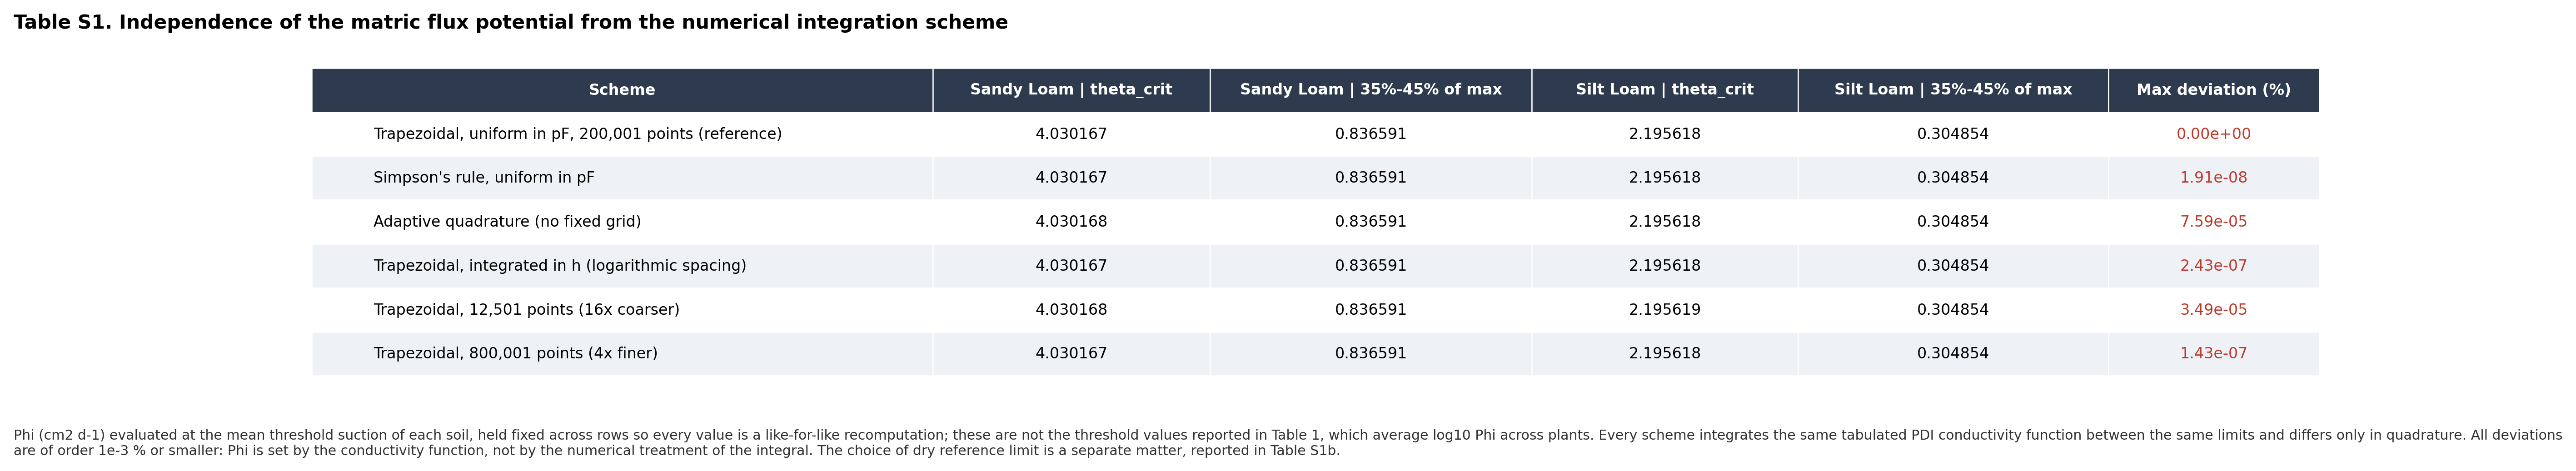 Table S1. Independence of the matric flux potential from the numerical integration scheme
Scheme Sandy Loam | theta_crit Sandy Loam | 35%-45% of max Silt Loam | theta_crit Silt Loam | 35%-45% of max Max deviation (%)
Trapezoidal, uniform in pF, 200,001 points (reference) 4.030167 0.836591 2.195618 0.304854 0.00e+00
Simpson's rule, uniform in pF 4.030167 0.836591 2.195618 0.304854 1.91e-08
Adaptive quadrature (no fixed grid) 4.030168 0.836591 2.195618 0.304854 7.59e-05
Trapezoidal, integrated in h (logarithmic spacing) 4.030167 0.836591 2.195618 0.304854 2.43e-07
Trapezoidal, 12,501 points (16x coarser) 4.030168 0.836591 2.195619 0.304854 3.49e-05
Trapezoidal, 800,001 points (4x finer) 4.030167 0.836591 2.195618 0.304854 1.43e-07
Phi (cm2 d-1) evaluated at the mean threshold suction of each soil, held fixed across rows so every value is a like-for-like recomputation; these are not the threshold values reported in Table 1, which average log10 Phi across plants. Every scheme integrates the same tabulated PDI conductivity function between the same limits and differs only in quadrature. All deviations
are of order 1e-3 % or smaller: Phi is set by the conductivity function, not by the numerical treatment of the integral. The choice of dry reference limit is a separate matter, reported in Table S1b.